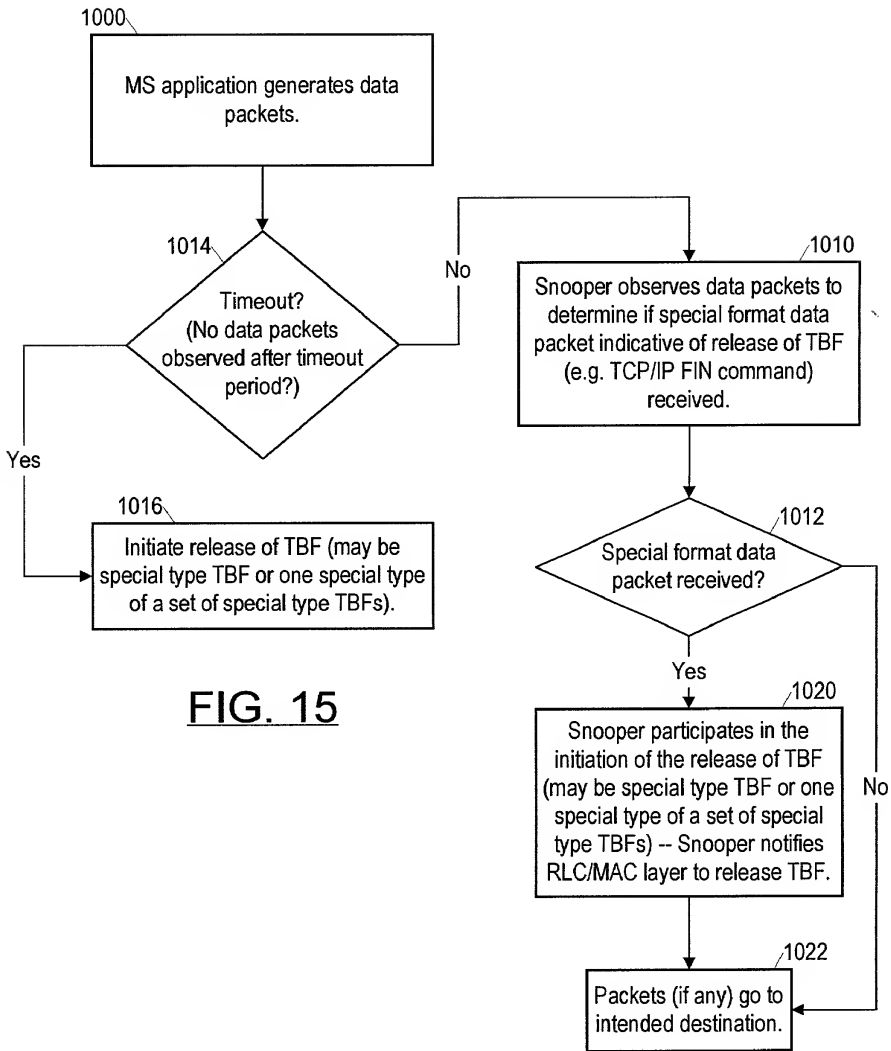 1000
MS application generates data
packets.
1014
Timeout?
(No data packets
observed after timeout
period?)
No
Yes
1016
Initiate release of TBF (may be
special type TBF or one special type
of a set of special type TBFs).
1010
Snooper observes data packets to
determine if special format data
packet indicative of release of TBF
(e.g. TCP/IP FIN command)
received.
1012
Special format data
packet received?
Yes
No
1020
Snooper participates in the
initiation of the release of TBF
(may be special type TBF or one
special type of a set of special
type TBFs) -- Snooper notifies
RLC/MAC layer to release TBF.
1022
Packets (if any) go to
intended destination.
FIG. 15